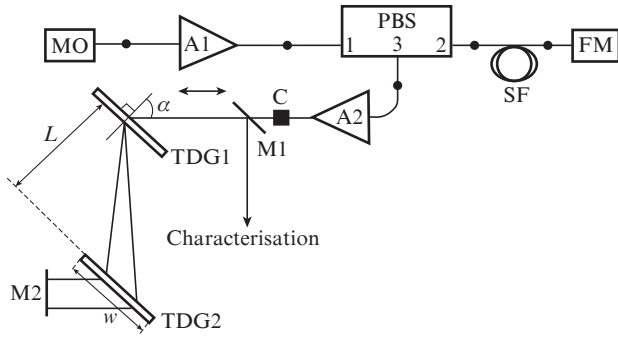 MO
A1
PBS
1 3 2
FM
SF
α
C
A2
L
TDG1
M1
Characterisation
M2
TDG2
w